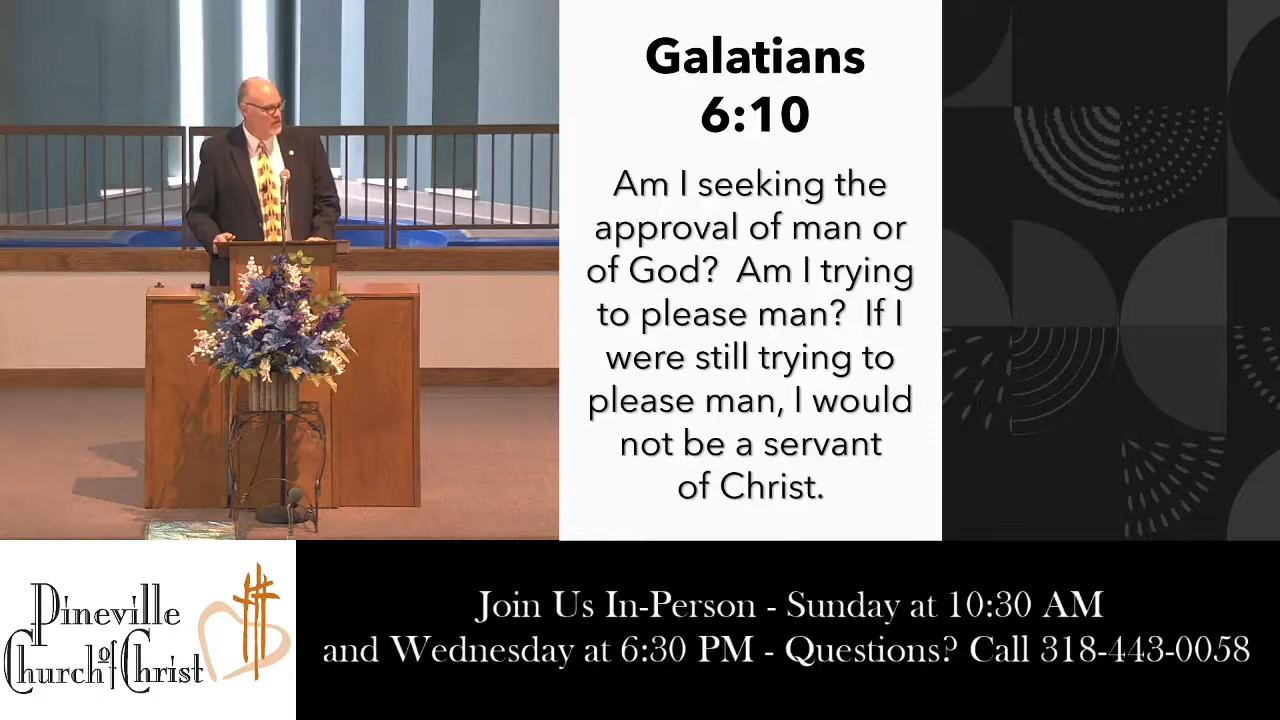 Galatians
6:10
Am I seeking the
approval of man or
of God? Am I trying
to please man? If I
were still trying to
please man, I would
not be a servant
of Christ.
Pineville
Church of Christ
Join Us In-Person - Sunday at 10:30 AM
and Wednesday at 6:30 PM - Questions? Call 318-443-0058